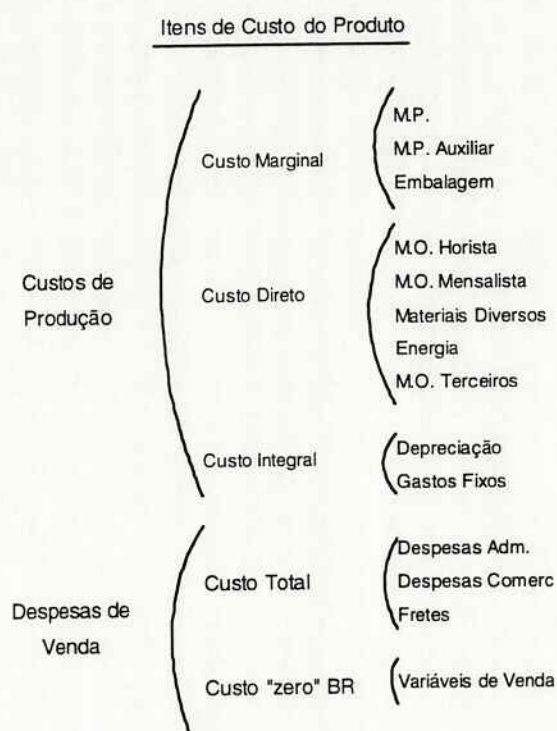 Itens de Custo do Produto
Custos de
Produção
Custo Marginal
M.P.
M.P. Auxiliar
Embalagem
Custo Direto
M.O. Horista
M.O. Mensalista
Materiais Diversos
Energia
M.O. Terceiros
Custo Integral
Depreciação
Gastos Fixos
Despesas de
Venda
Custo Total
Despesas Adm.
Despesas Comerc
Fretes
Custo "zero" BR
Variáveis de Venda